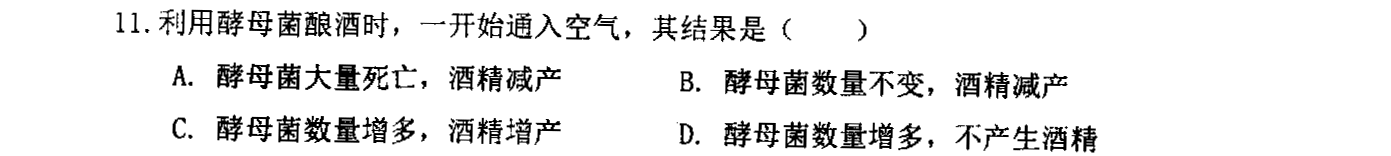 11.利用酵母菌酿酒时，一开始通入空气，其结果是（　　）
A. 酵母菌大量死亡，酒精减产　　B. 酵母菌数量不变，酒精减产
C. 酵母菌数量增多，酒精增产　　D. 酵母菌数量增多，不产生酒精